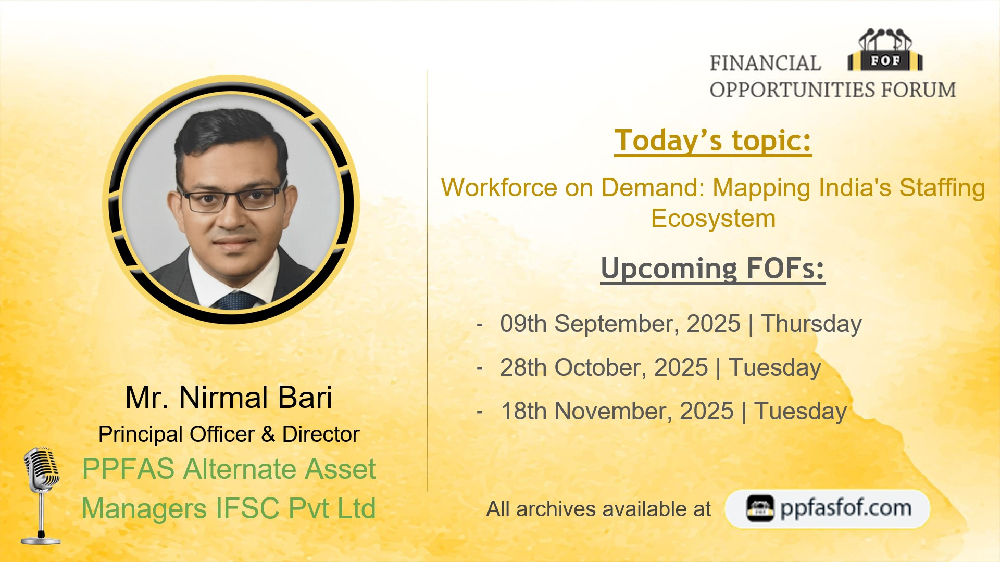 FINANCIAL
FOF
OPPORTUNITIES FORUM
Today’s topic:
Workforce on Demand: Mapping India's Staffing
Ecosystem
Upcoming FOFs:
- 09th September, 2025 | Thursday
- 28th October, 2025 | Tuesday
- 18th November, 2025 | Tuesday
Mr. Nirmal Bari
Principal Officer & Director
PPFAS Alternate Asset
Managers IFSC Pvt Ltd
All archives available at
FOF
ppfasfof.com